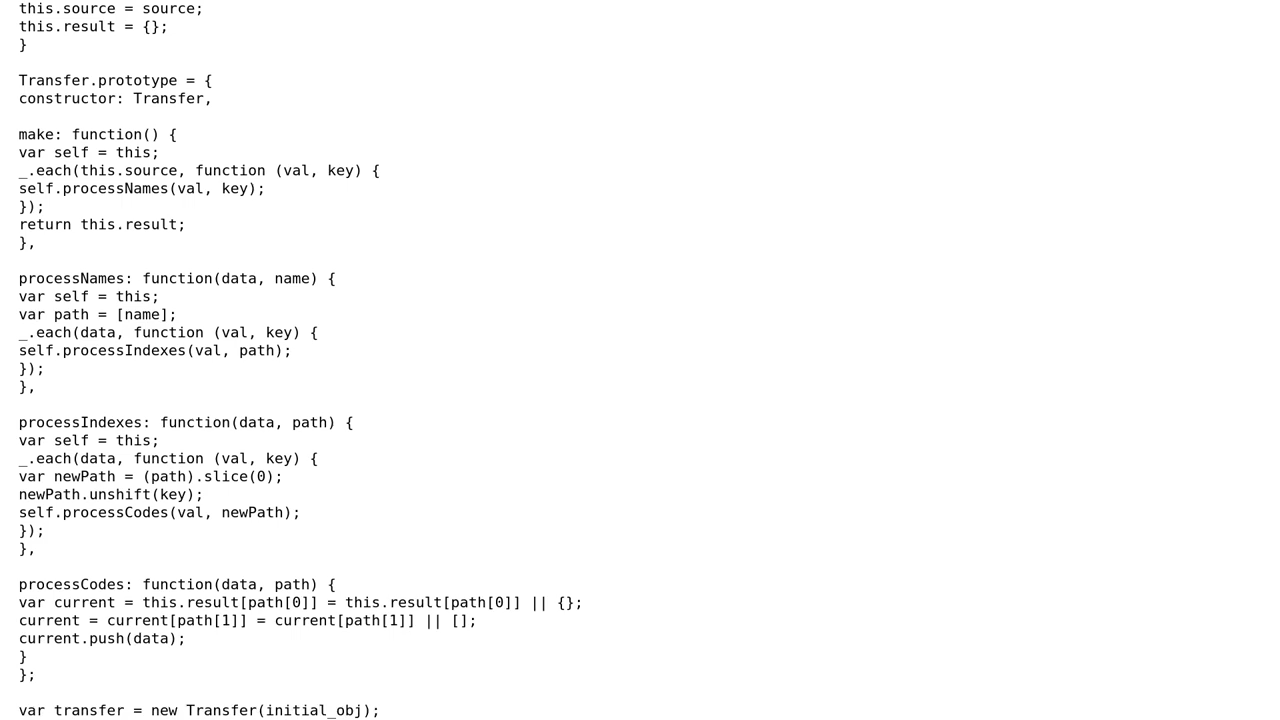 this.source = source;
this.result = {};
}

Transfer.prototype = {
constructor: Transfer,

make: function() {
var self = this;
_.each(this.source, function (val, key) {
self.processNames(val, key);
});
return this.result;
},

processNames: function(data, name) {
var self = this;
var path = [name];
_.each(data, function (val, key) {
self.processIndexes(val, path);
});
},

processIndexes: function(data, path) {
var self = this;
_.each(data, function (val, key) {
var newPath = (path).slice(0);
newPath.unshift(key);
self.processCodes(val, newPath);
});
},

processCodes: function(data, path) {
var current = this.result[path[0]] = this.result[path[0]] || {};
current = current[path[1]] = current[path[1]] || [];
current.push(data);
}
};

var transfer = new Transfer(initial_obj);